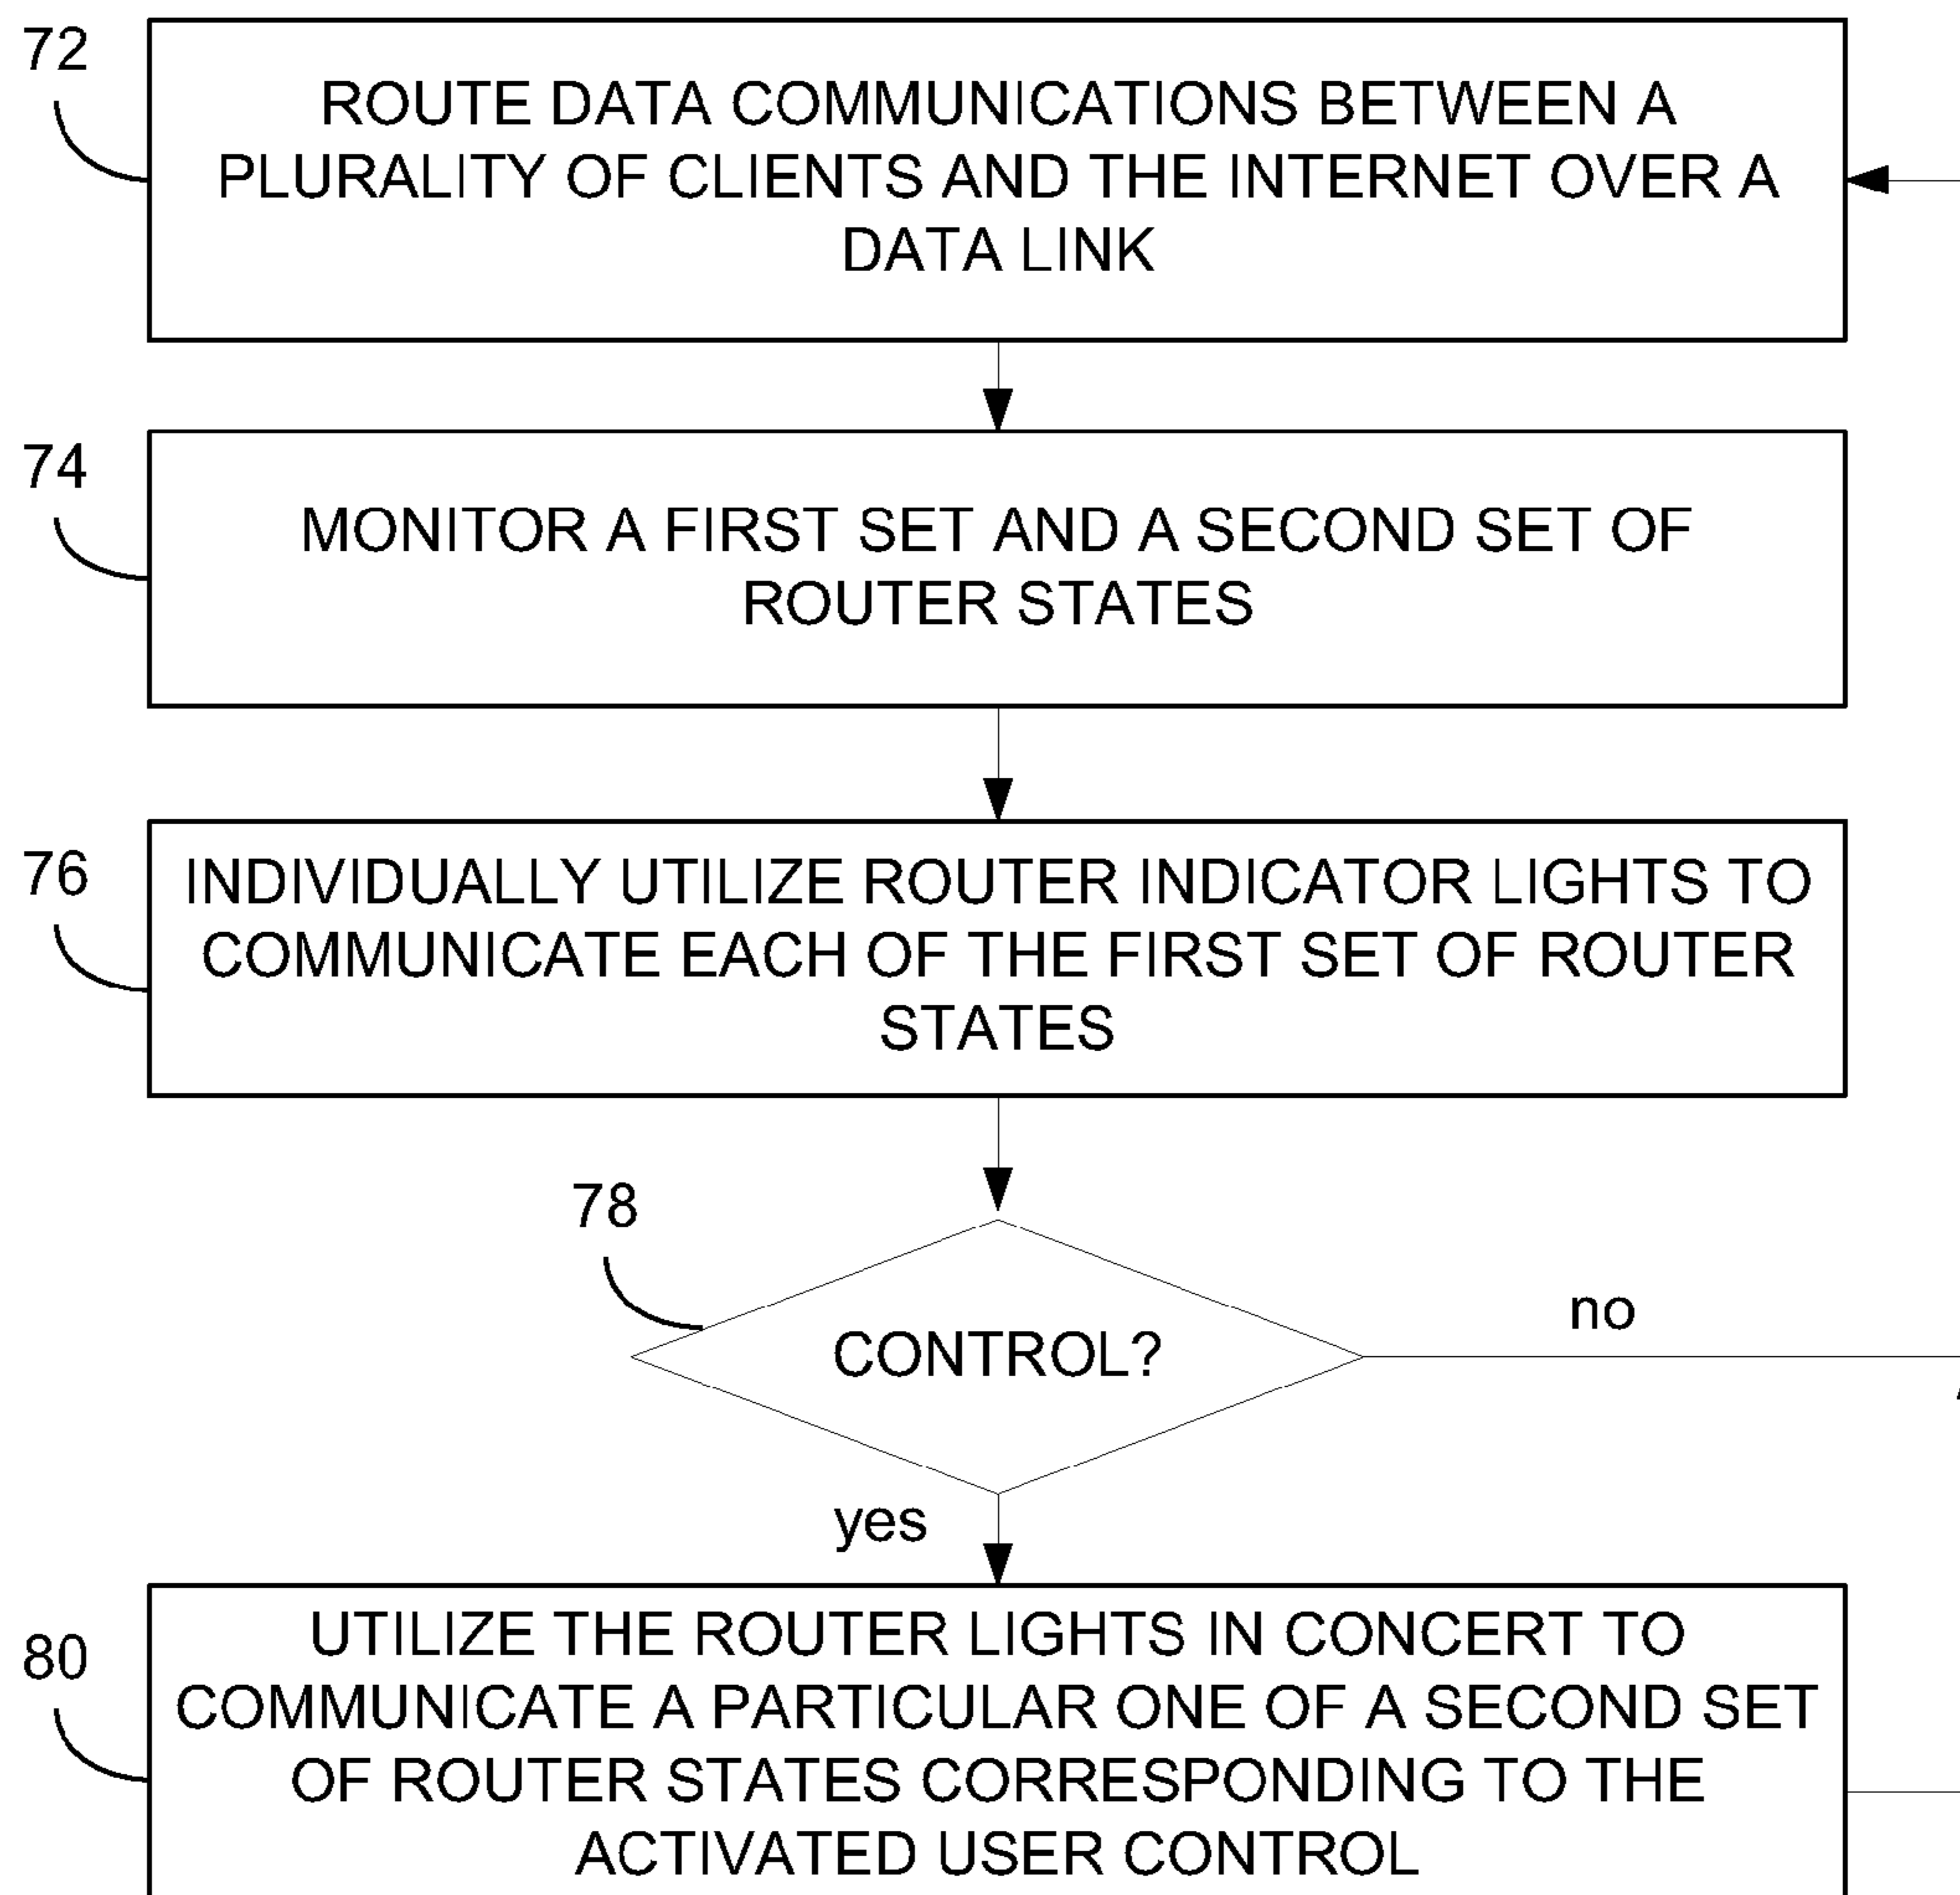 72
ROUTE DATA COMMUNICATIONS BETWEEN A
PLURALITY OF CLIENTS AND THE INTERNET OVER A
DATA LINK
74
MONITOR A FIRST SET AND A SECOND SET OF
ROUTER STATES
76
INDIVIDUALLY UTILIZE ROUTER INDICATOR LIGHTS TO
COMMUNICATE EACH OF THE FIRST SET OF ROUTER
STATES
78
CONTROL?
no
yes
80
UTILIZE THE ROUTER LIGHTS IN CONCERT TO
COMMUNICATE A PARTICULAR ONE OF A SECOND SET
OF ROUTER STATES CORRESPONDING TO THE
ACTIVATED USER CONTROL